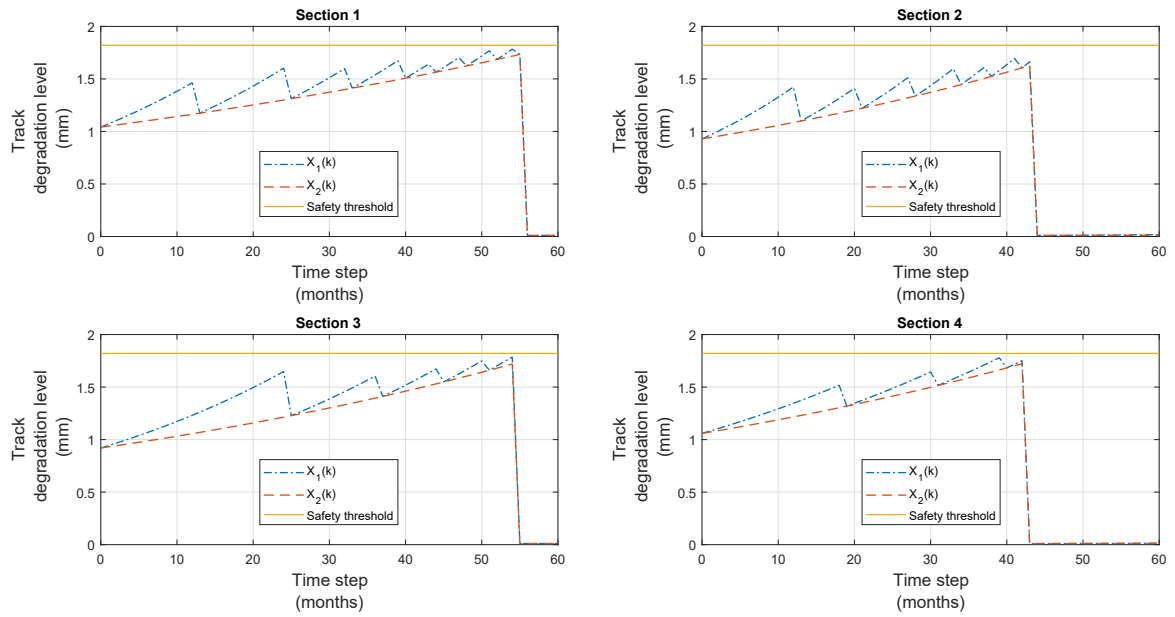 Section 1
2
1.5
1
0.5
0
Track
degradation level
(mm)
X1(k)
X2(k)
Safety threshold
0 10 20 30 40 50 60
Time step
(months)
Section 2
2
1.5
1
0.5
0
Track
degradation level
(mm)
X1(k)
X2(k)
Safety threshold
0 10 20 30 40 50 60
Time step
(months)
Section 3
2
1.5
1
0.5
0
Track
degradation level
(mm)
X1(k)
X2(k)
Safety threshold
0 10 20 30 40 50 60
Time step
(months)
Section 4
2
1.5
1
0.5
0
Track
degradation level
(mm)
X1(k)
X2(k)
Safety threshold
0 10 20 30 40 50 60
Time step
(months)